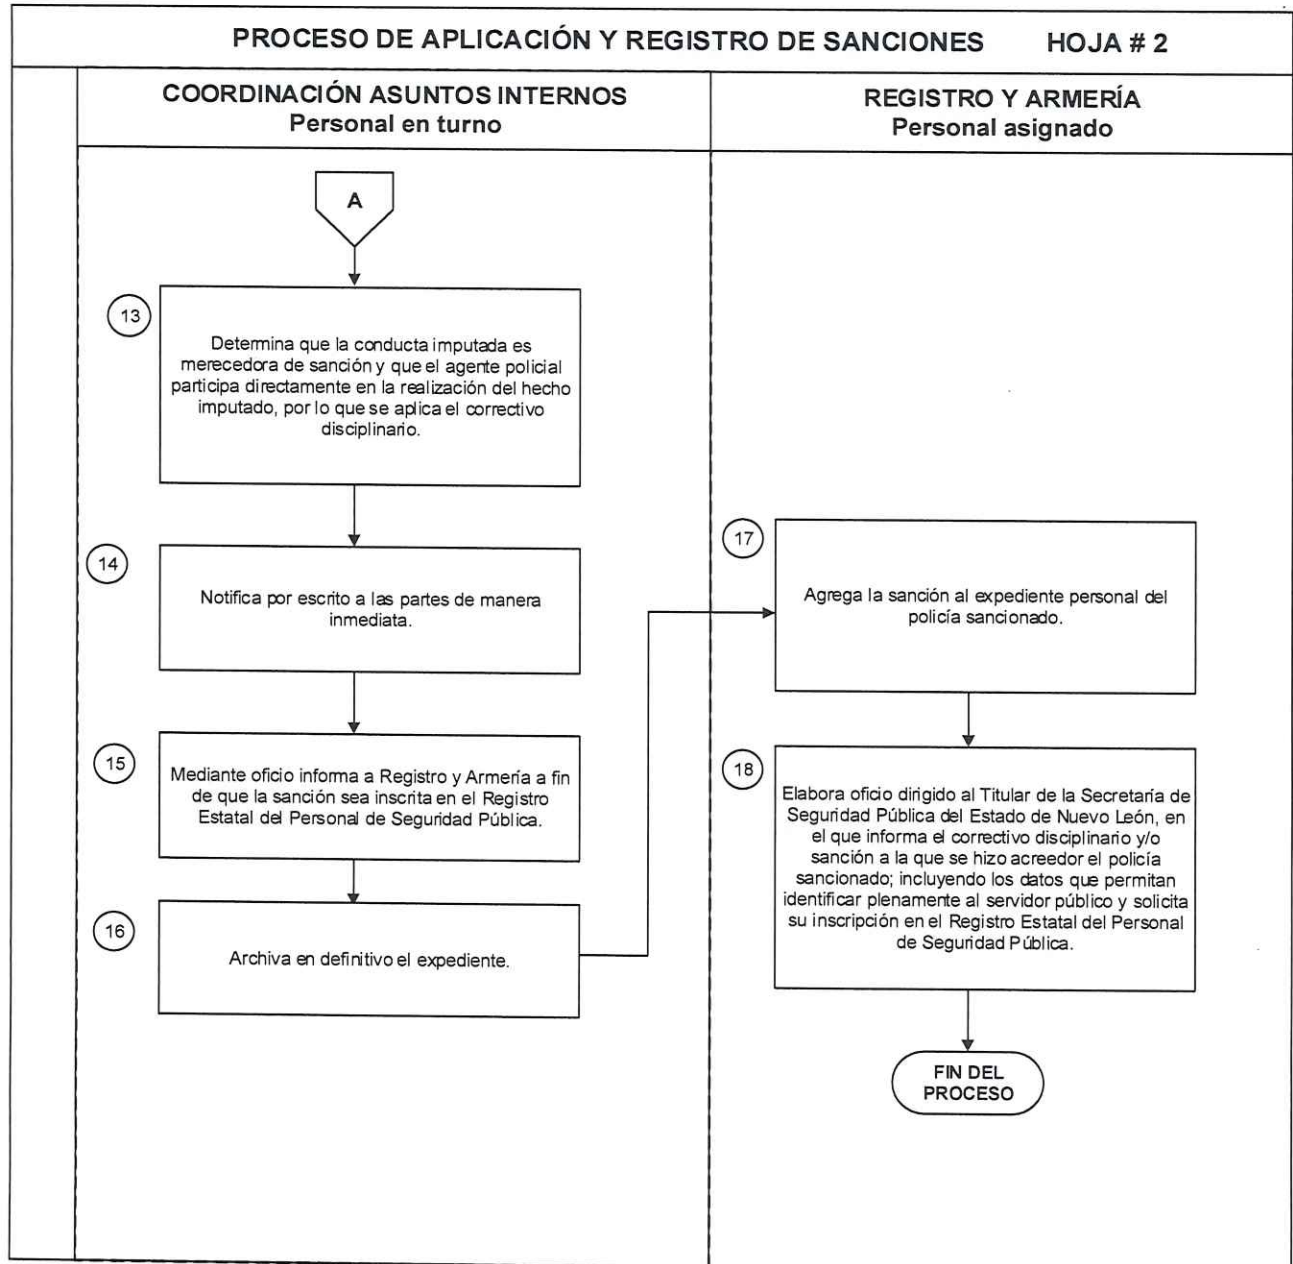 PROCESO DE APLICACIÓN Y REGISTRO DE SANCIONES HOJA # 2
COORDINACIÓN ASUNTOS INTERNOS
Personal en turno
REGISTRO Y ARMERÍA
Personal asignado
A
13
Determina que la conducta imputada es
merecedora de sanción y que el agente policial
participa directamente en la realización del hecho
imputado, por lo que se aplica el correctivo
disciplinario.
14
Notifica por escrito a las partes de manera
inmediata.
15
Mediante oficio informa a Registro y Armería a fin
de que la sanción sea inscrita en el Registro
Estatal del Personal de Seguridad Pública.
16
Archiva en definitivo el expediente.
17
Agrega la sanción al expediente personal del
policía sancionado.
18
Elabora oficio dirigido al Titular de la Secretaría de
Seguridad Pública del Estado de Nuevo León, en
el que informa el correctivo disciplinario y/o
sanción a la que se hizo acreedor el policía
sancionado; incluyendo los datos que permitan
identificar plenamente al servidor público y solicita
su inscripción en el Registro Estatal del Personal
de Seguridad Pública.
FIN DEL
PROCESO